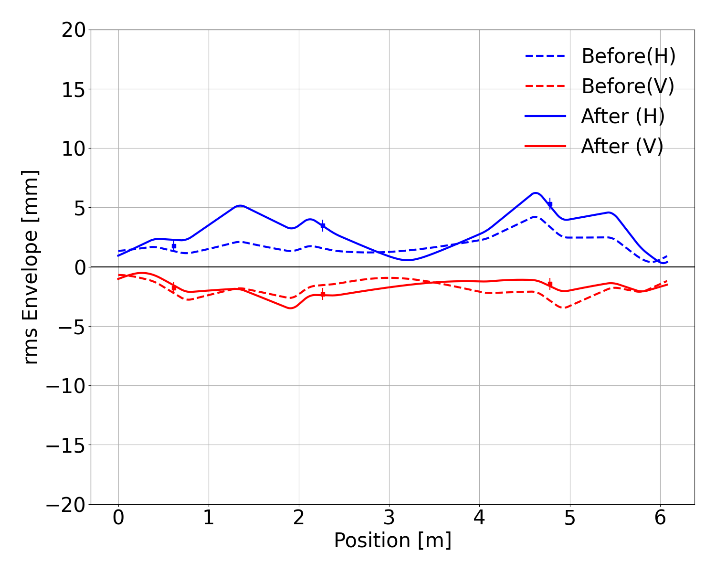 20
15
10
5
0
−5
−10
−15
−20
rms Envelope [mm]
Before(H)
Before(V)
After (H)
After (V)
0 1 2 3 4 5 6
Position [m]